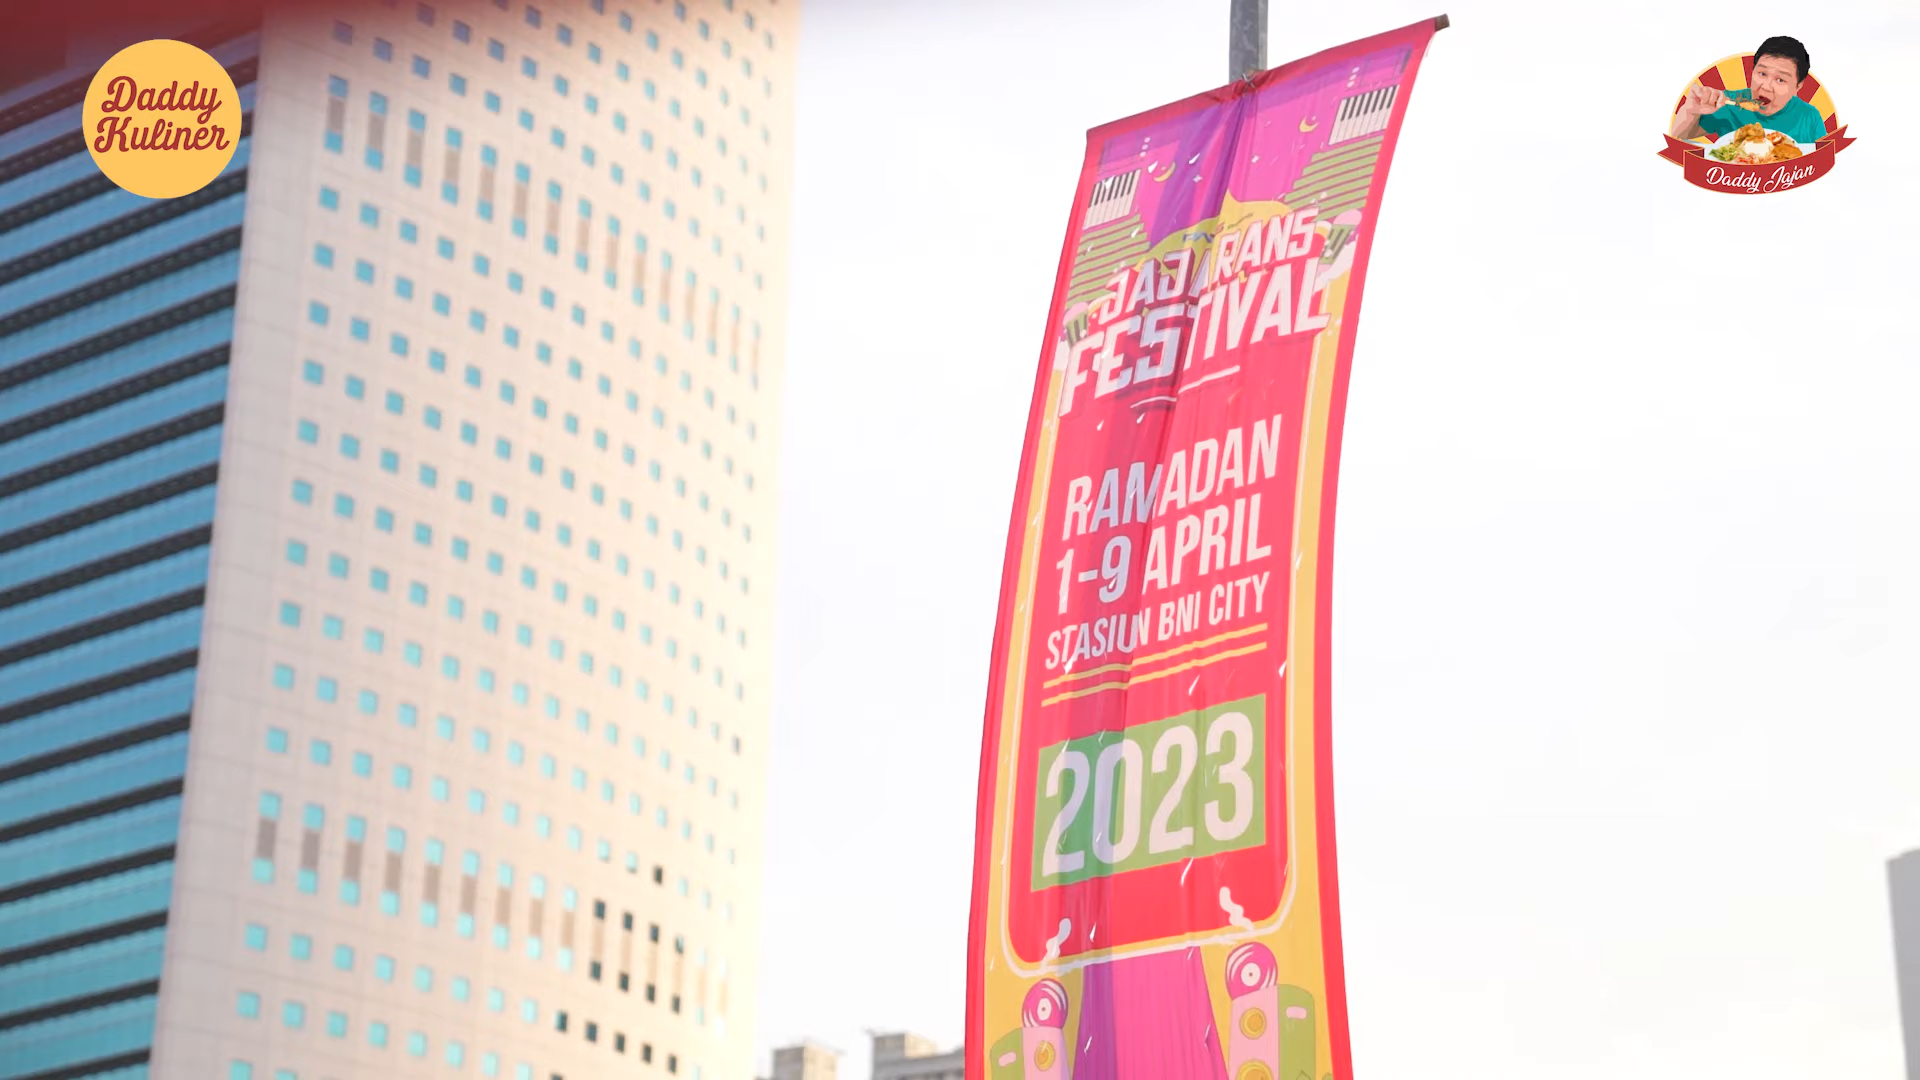 Daddy
Kuliner
Daddy Jajan
JAJARANS
FESTIVAL
RAMADAN
1-9 APRIL
STASIUN BNI CITY
2023